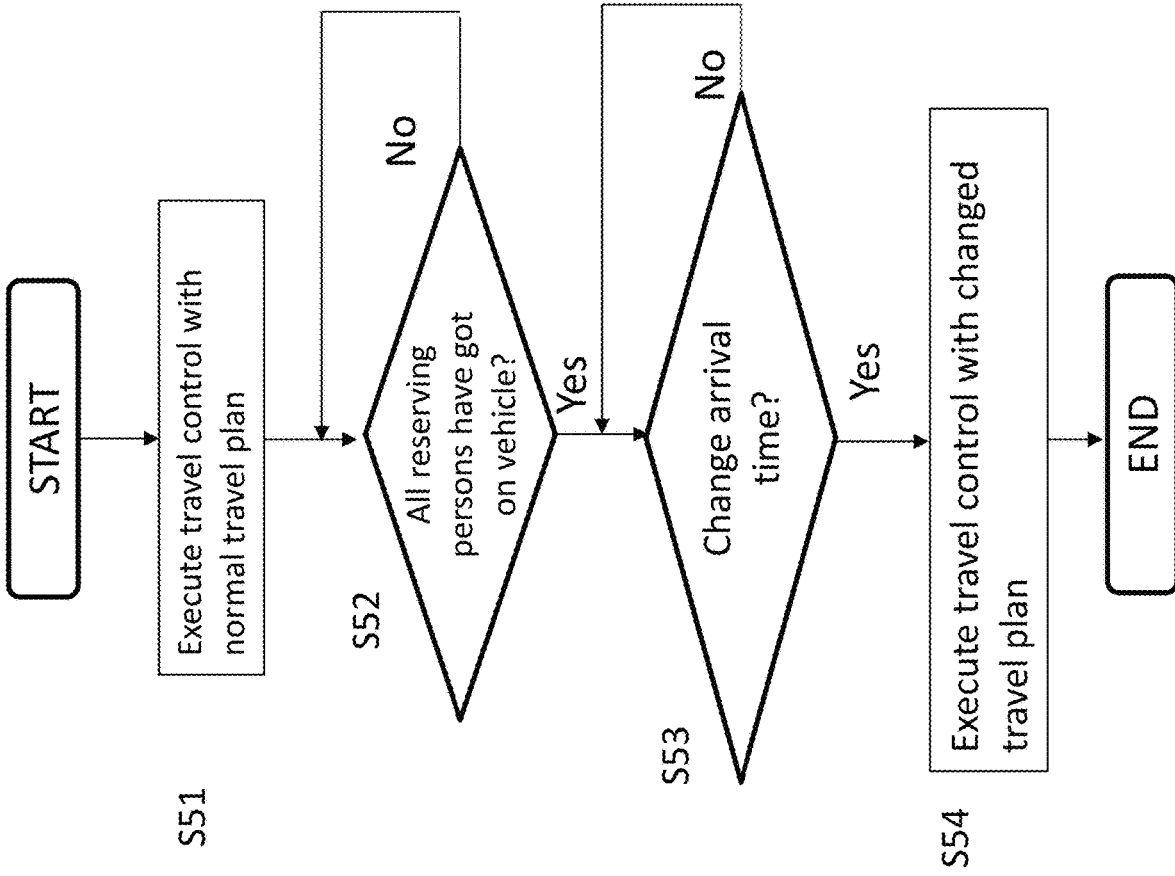 START
S51
Execute travel control with
normal travel plan
S52
All reserving
persons have got
on vehicle?
No
Yes
S53
Change arrival
time?
No
Yes
S54
Execute travel control with changed
travel plan
END